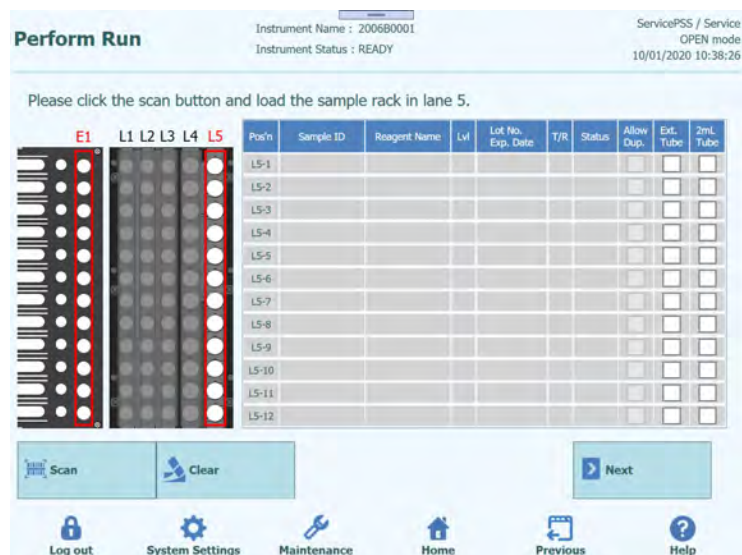 Perform Run
Instrument Name : 2006B0001
Instrument Status : READY
ServicePSS / Service
OPEN mode
10/01/2020 10:38:26
Please click the scan button and load the sample rack in lane 5.
E1 L1 L2 L3 L4 L5
Pos'n Sample ID Reagent Name Lvl Lot No. Exp. Date T/R Status Allow Dup. Ext. Tube 2mL Tube
L5-1
L5-2
L5-3
L5-4
L5-5
L5-6
L5-7
L5-8
L5-9
L5-10
L5-11
L5-12
Scan
Clear
Next
Log out System Settings Maintenance Home Previous Help